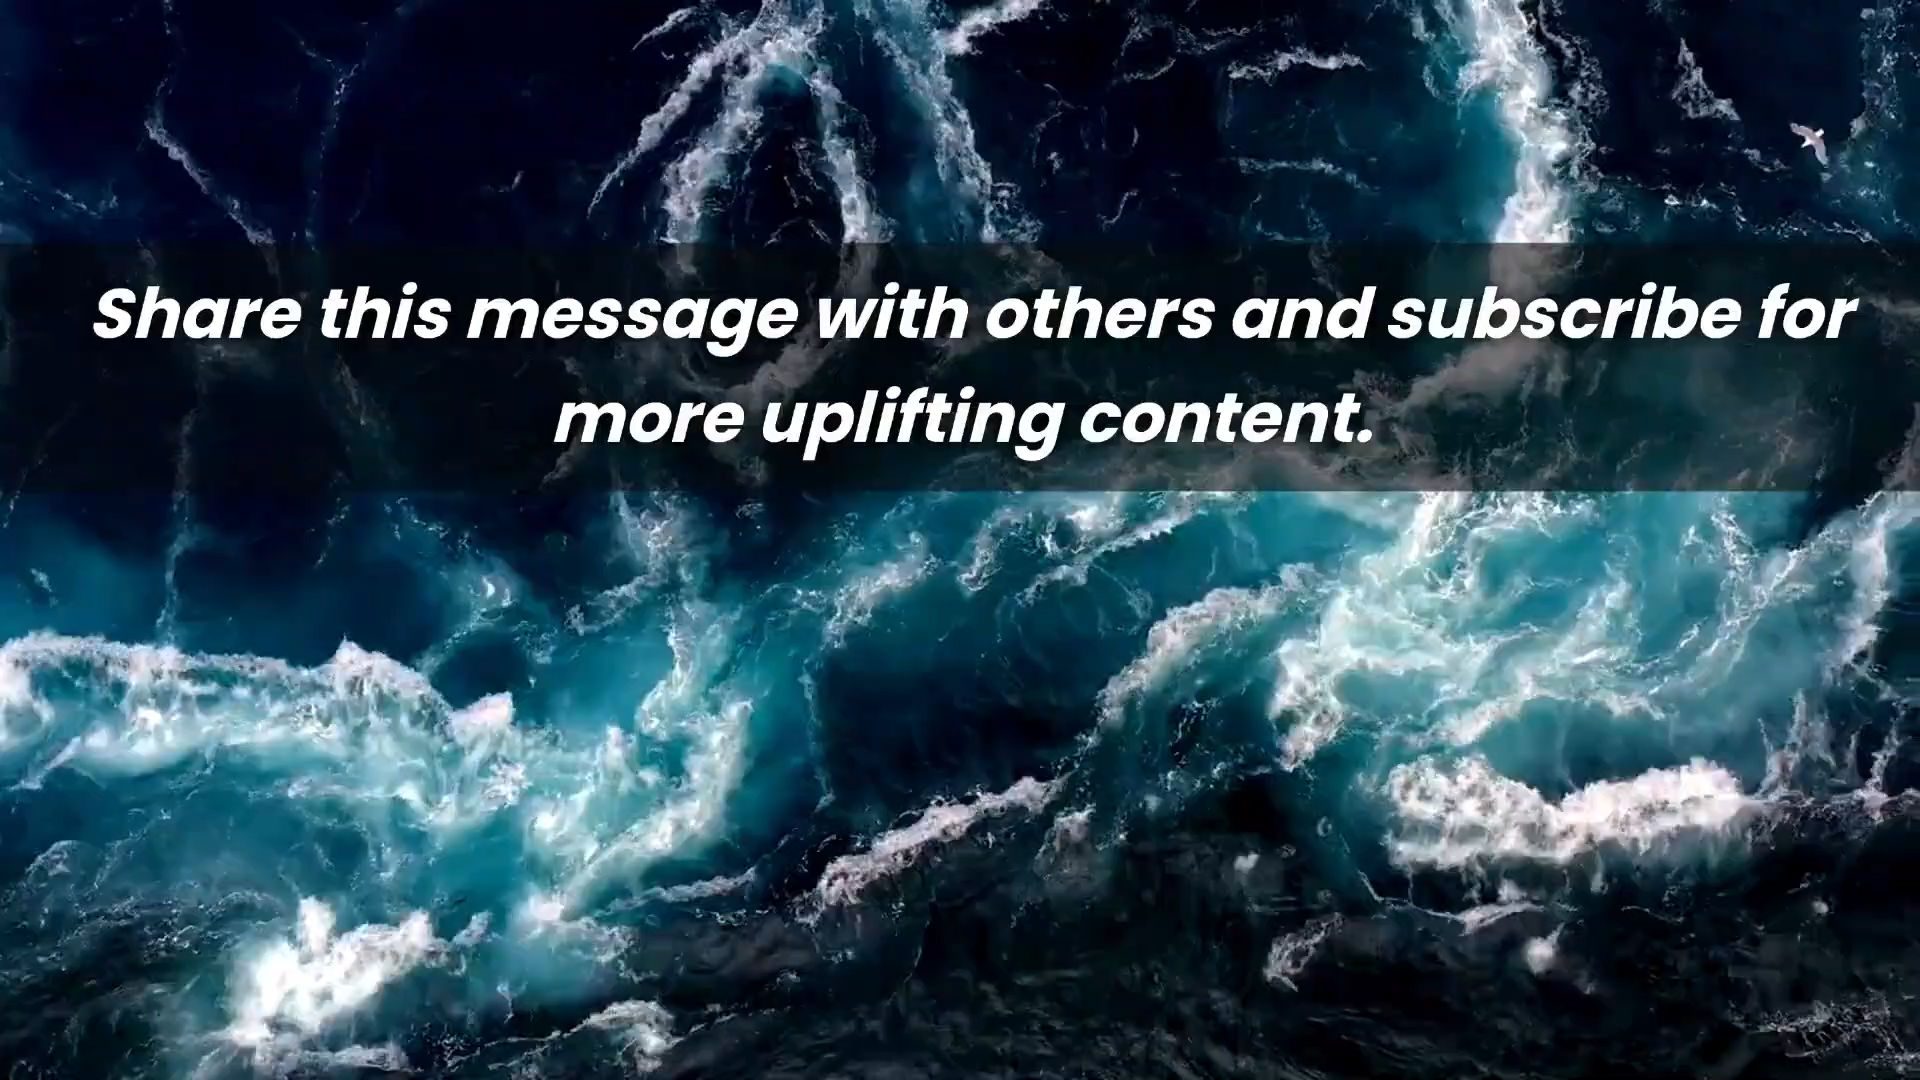 Share this message with others and subscribe for
more uplifting content.